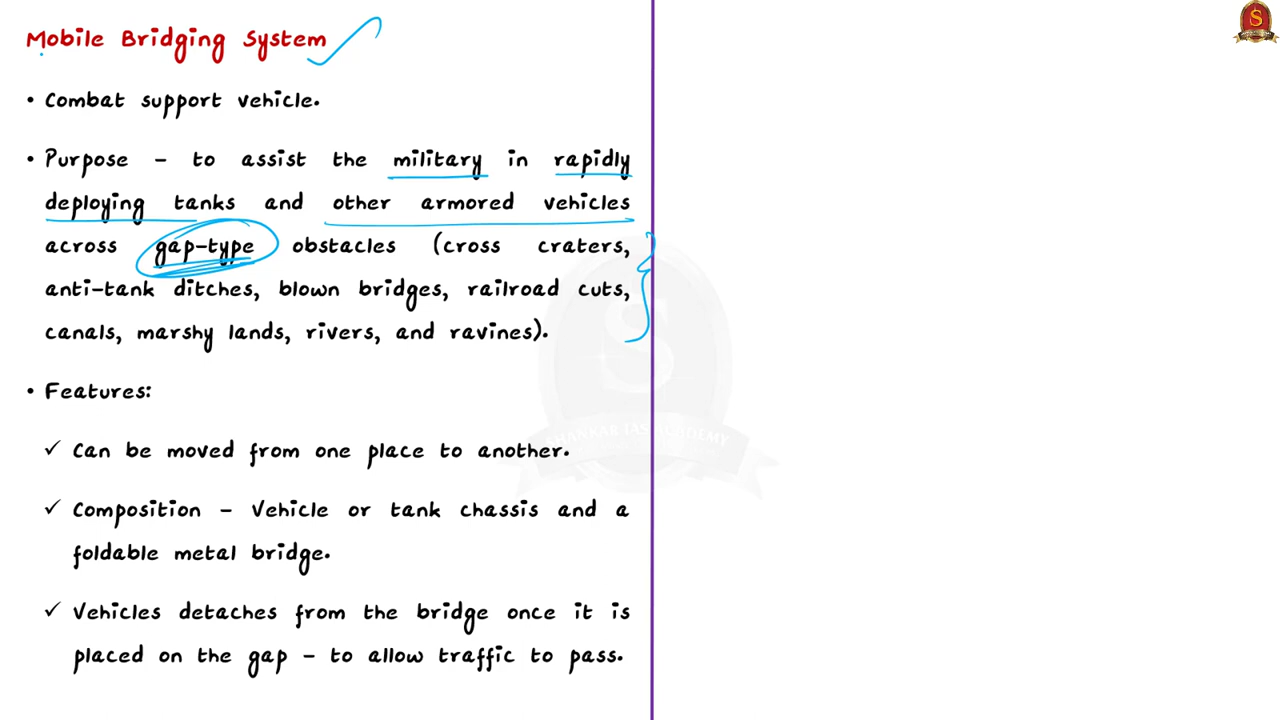 Mobile Bridging System
• Combat support vehicle.
• Purpose – to assist the military in rapidly
deploying tanks and other armored vehicles
across gap-type obstacles (cross craters,
anti-tank ditches, blown bridges, railroad cuts,
canals, marshy lands, rivers, and ravines).
• Features:
✓ Can be moved from one place to another.
✓ Composition – Vehicle or tank chassis and a
foldable metal bridge.
✓ Vehicles detaches from the bridge once it is
placed on the gap – to allow traffic to pass.
S
SHANKAR IAS ACADEMY